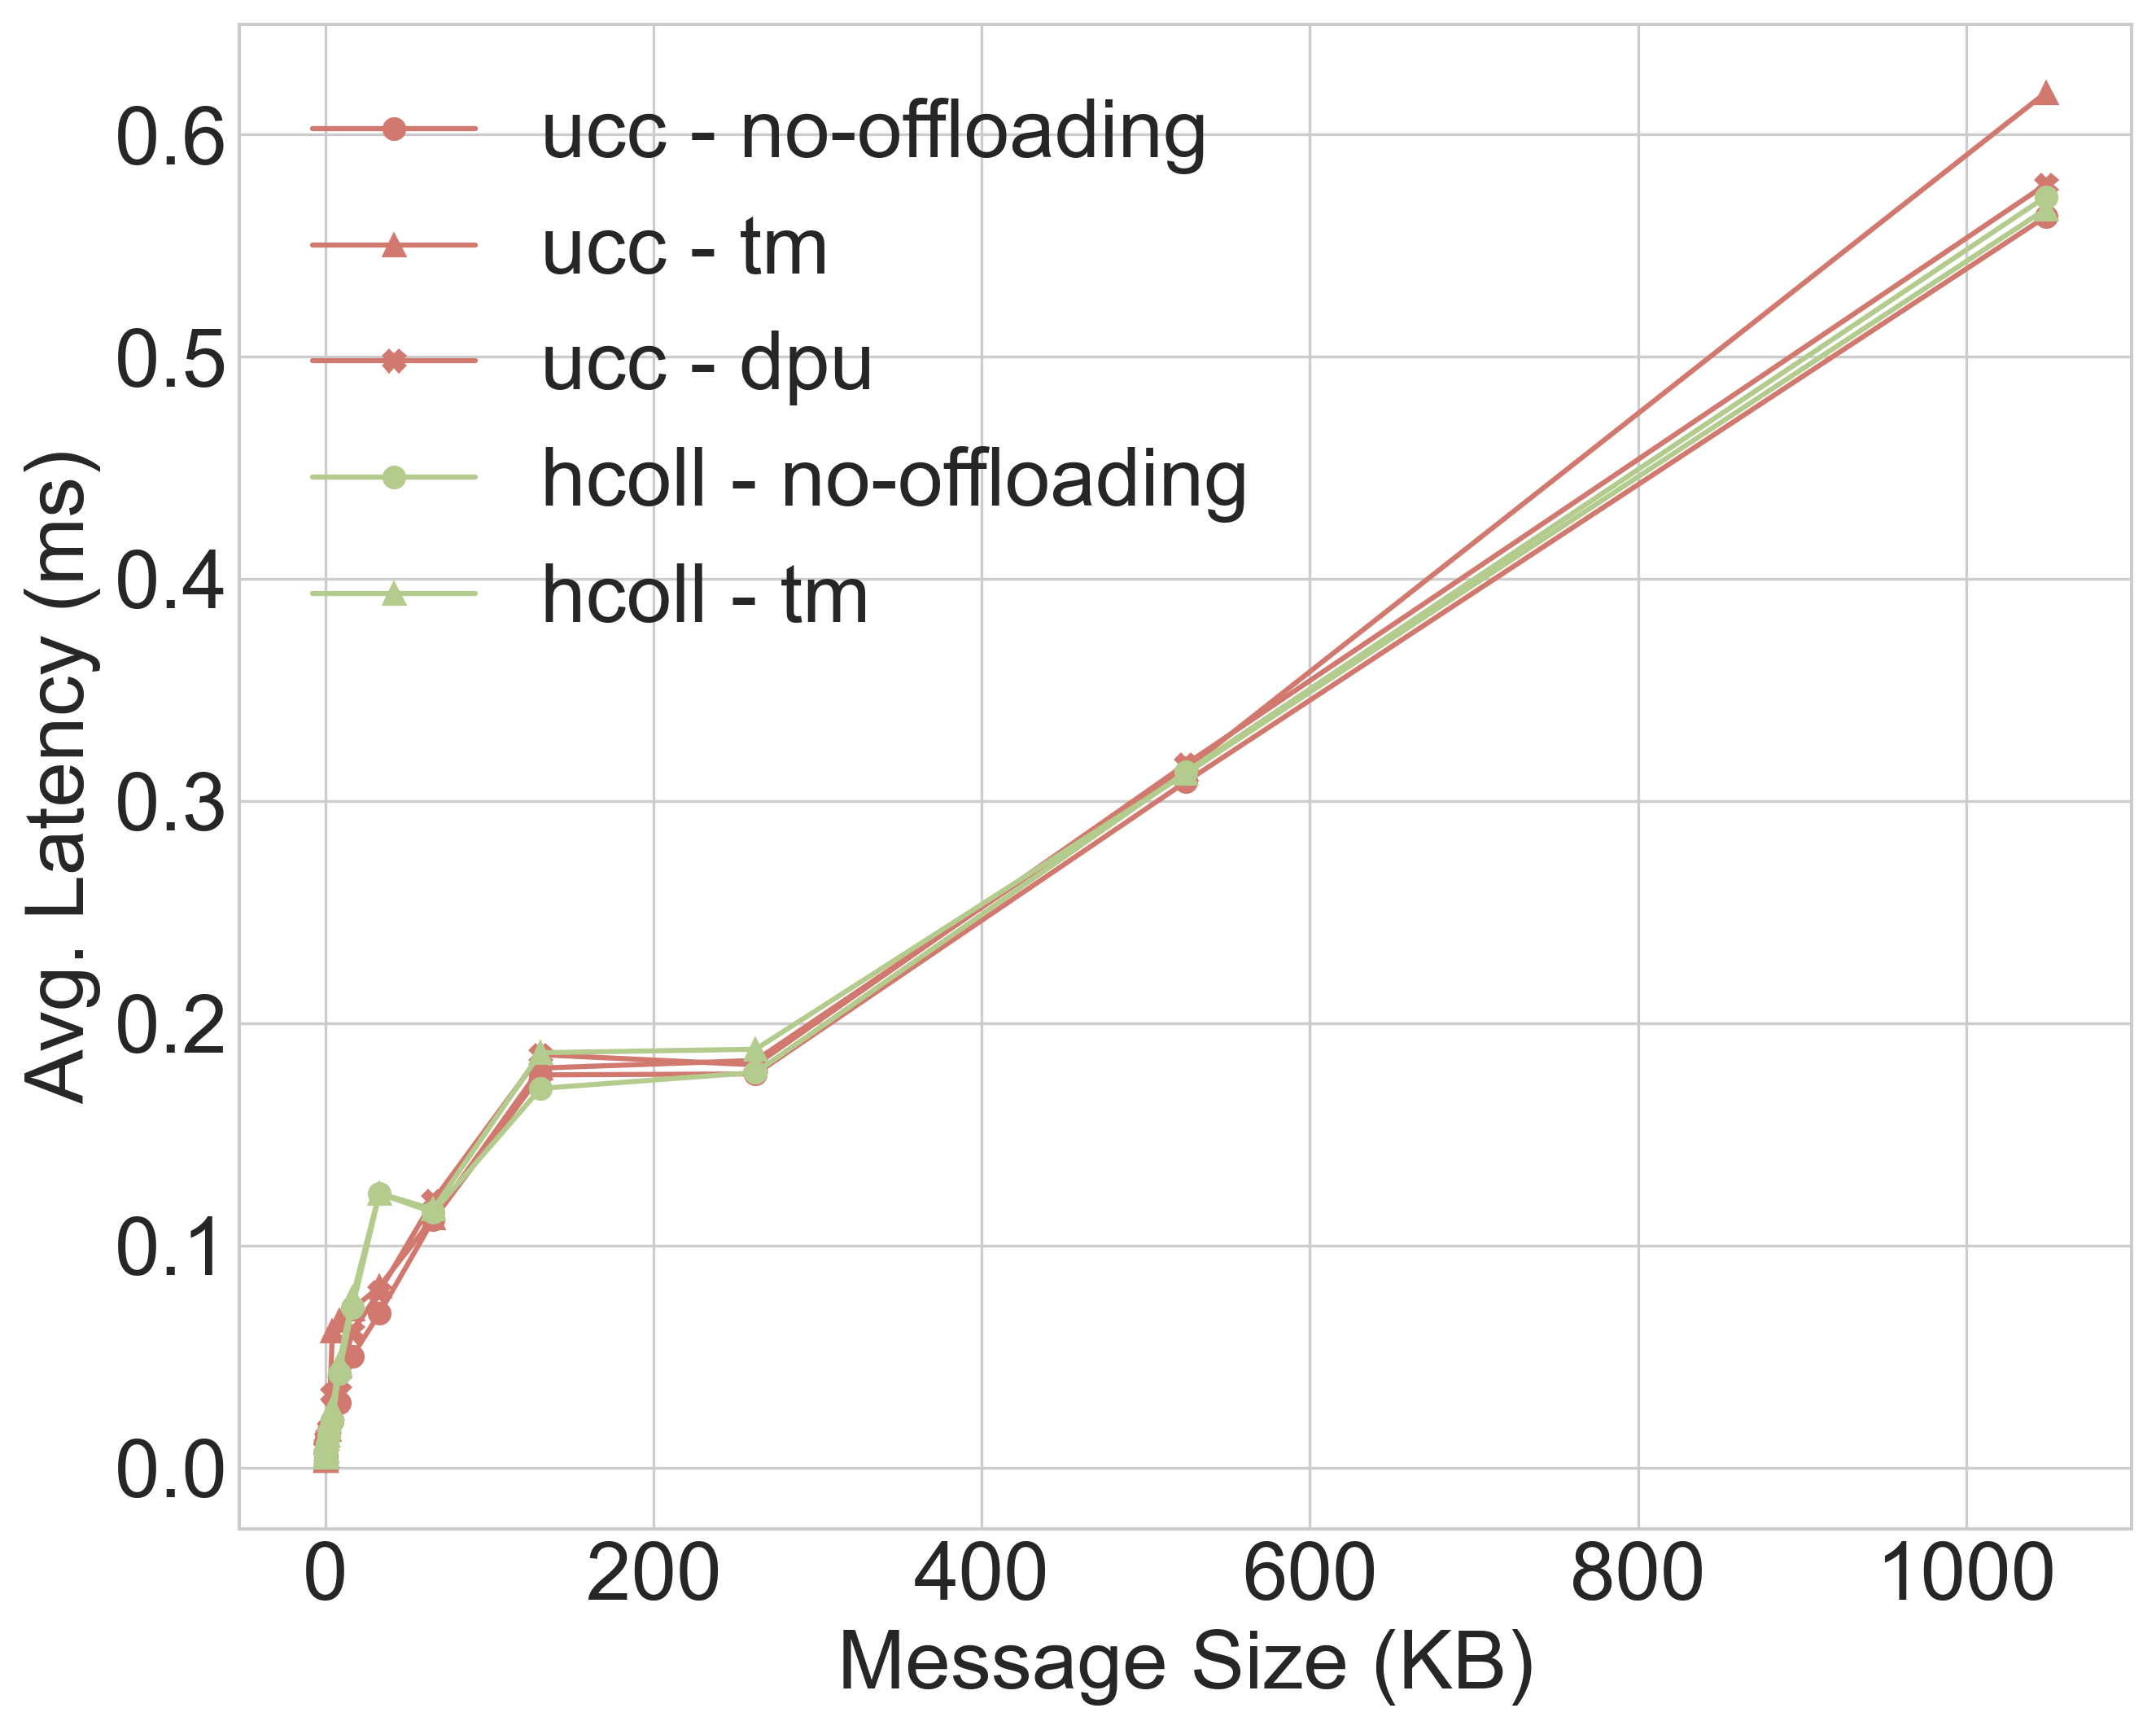 ucc - no-offloading
ucc - tm
ucc - dpu
hcoll - no-offloading
hcoll - tm
Avg. Latency (ms)
0.6
0.5
0.4
0.3
0.2
0.1
0.0
0 200 400 600 800 1000
Message Size (KB)